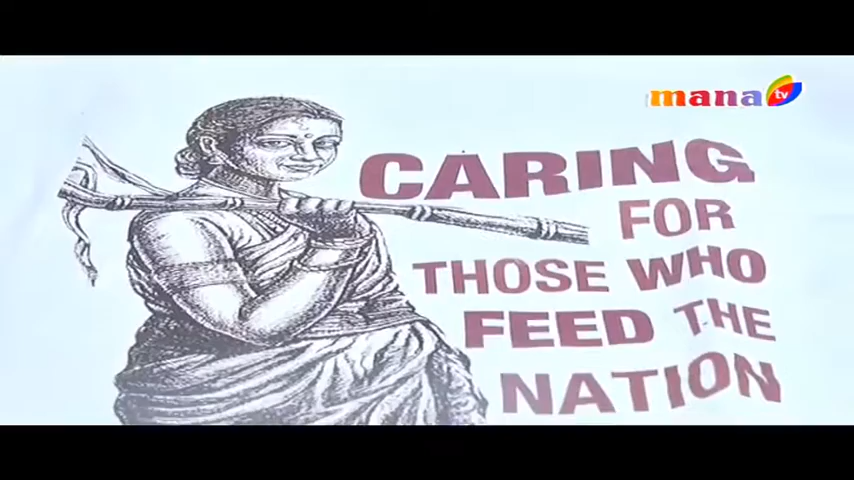 mana tv
CARING
FOR
THOSE WHO
FEED THE
NATION